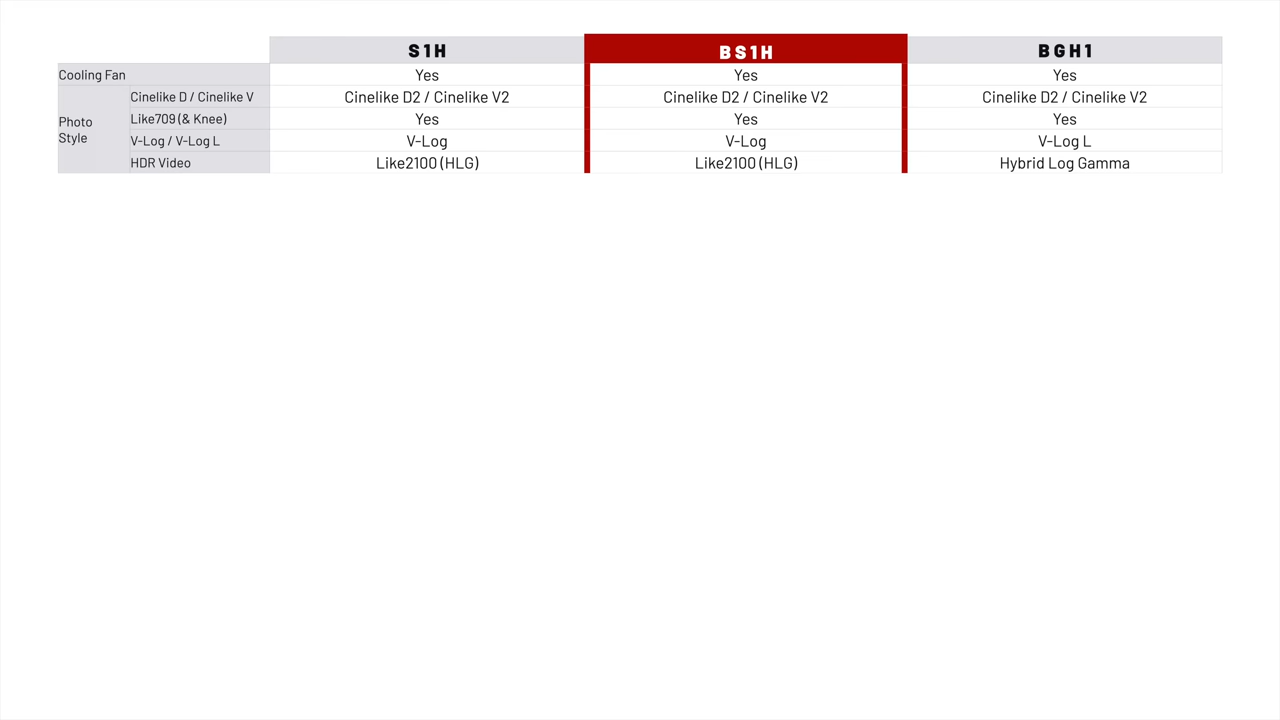 S1H BS1H BGH1
Cooling Fan Yes Yes Yes
Photo Style
Cinelike D / Cinelike V Cinelike D2 / Cinelike V2 Cinelike D2 / Cinelike V2 Cinelike D2 / Cinelike V2
Like709 (& Knee) Yes Yes Yes
V-Log / V-Log L V-Log V-Log V-Log L
HDR Video Like2100 (HLG) Like2100 (HLG) Hybrid Log Gamma